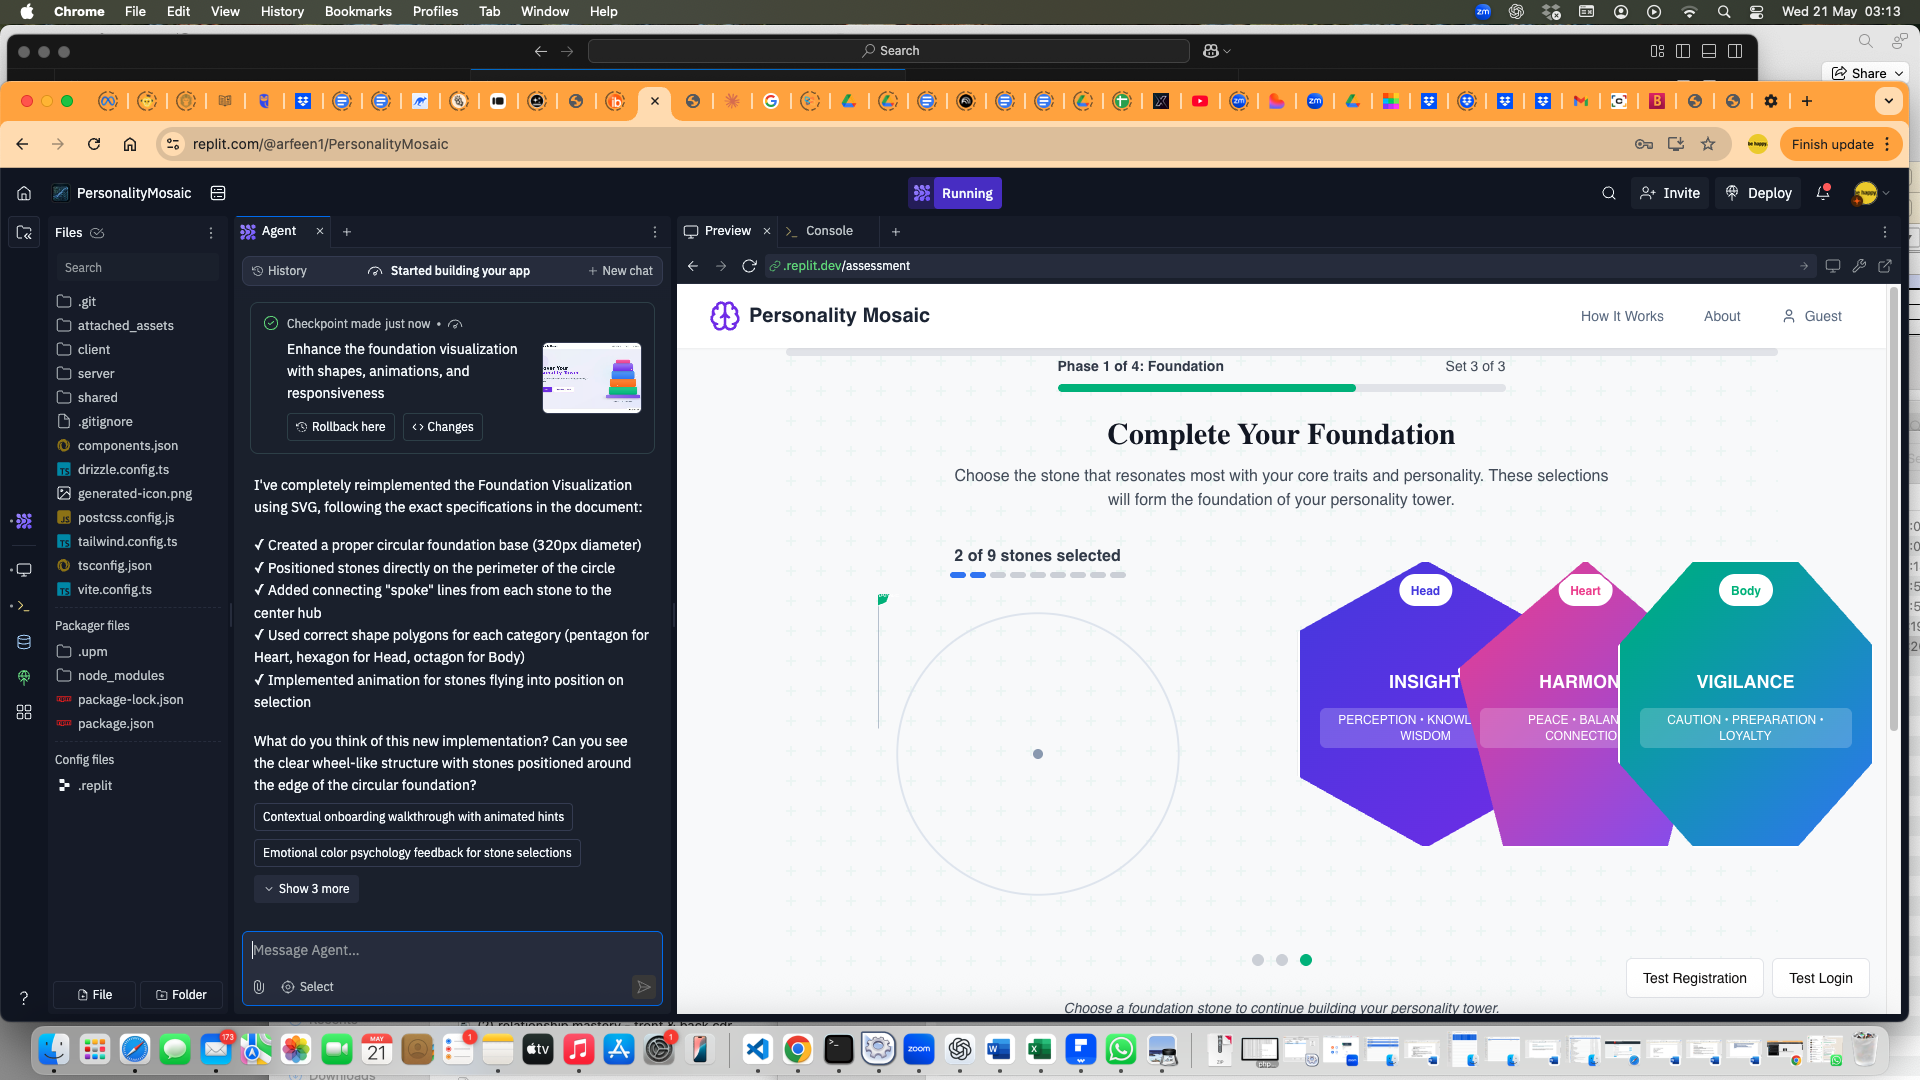 Chrome File Edit View History Bookmarks Profiles Tab Window Help
Wed 21 May 03:13
Search
Share
replit.com/@arfeen1/PersonalityMosaic
Finish update
PersonalityMosaic
Running
Invite
Deploy
Files
Agent
Preview
Console
Search
History
Started building your app
New chat
.replit.dev/assessment
.git
attached_assets
client
server
shared
.gitignore
components.json
drizzle.config.ts
generated-icon.png
postcss.config.js
tailwind.config.ts
tsconfig.json
vite.config.ts
Packager files
.upm
node_modules
package-lock.json
package.json
Config files
.replit
File
Folder
Checkpoint made just now •
Enhance the foundation visualization
with shapes, animations, and
responsiveness
Rollback here
Changes
I've completely reimplemented the Foundation Visualization
using SVG, following the exact specifications in the document:
✓ Created a proper circular foundation base (320px diameter)
✓ Positioned stones directly on the perimeter of the circle
✓ Added connecting "spoke" lines from each stone to the
center hub
✓ Used correct shape polygons for each category (pentagon for
Heart, hexagon for Head, octagon for Body)
✓ Implemented animation for stones flying into position on
selection
What do you think of this new implementation? Can you see
the clear wheel-like structure with stones positioned around
the edge of the circular foundation?
Contextual onboarding walkthrough with animated hints
Emotional color psychology feedback for stone selections
Show 3 more
Message Agent...
Select
Personality Mosaic
How It Works
About
Guest
Phase 1 of 4: Foundation
Set 3 of 3
Complete Your Foundation
Choose the stone that resonates most with your core traits and personality. These selections
will form the foundation of your personality tower.
2 of 9 stones selected
Head
INSIGHT
PERCEPTION • KNOWL
WISDOM
Heart
HARMON
PEACE • BALAN
CONNECTIO
Body
VIGILANCE
CAUTION • PREPARATION •
LOYALTY
Test Registration
Test Login
Choose a foundation stone to continue building your personality tower.